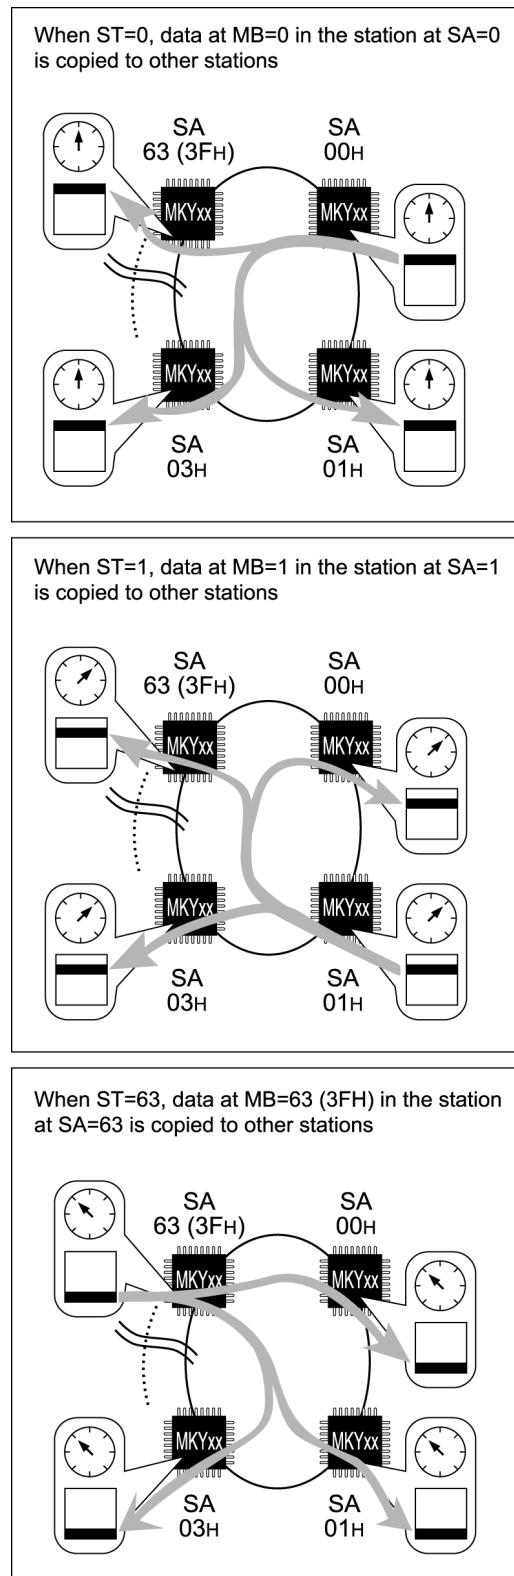 When ST=0, data at MB=0 in the station at SA=0
is copied to other stations
SA
63 (3FH)
SA
00H
MKYxx
MKYxx
MKYxx
MKYxx
SA
03H
SA
01H
When ST=1, data at MB=1 in the station at SA=1
is copied to other stations
SA
63 (3FH)
SA
00H
MKYxx
MKYxx
MKYxx
MKYxx
SA
03H
SA
01H
When ST=63, data at MB=63 (3FH) in the station
at SA=63 is copied to other stations
SA
63 (3FH)
SA
00H
MKYxx
MKYxx
MKYxx
MKYxx
SA
03H
SA
01H